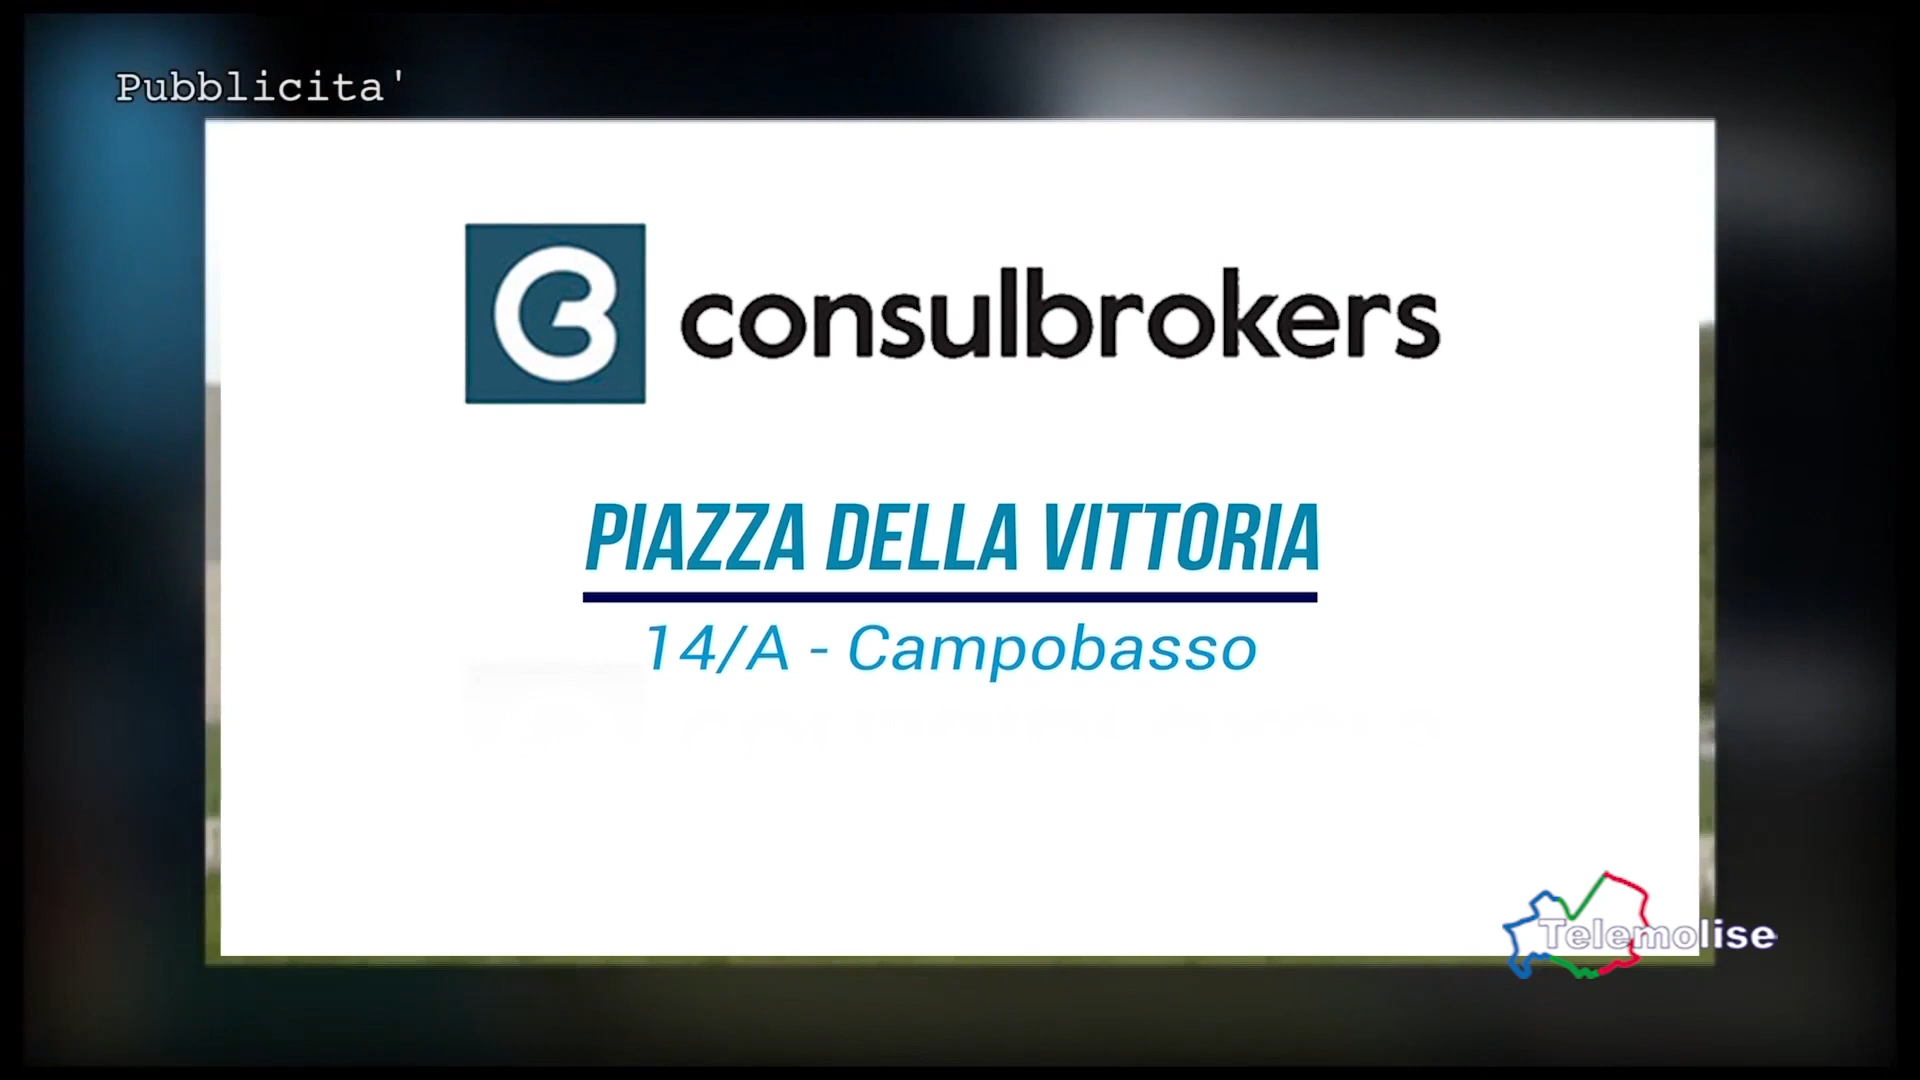 Pubblicita'
consulbrokers
PIAZZA DELLA VITTORIA
14/A - Campobasso
Telemolise